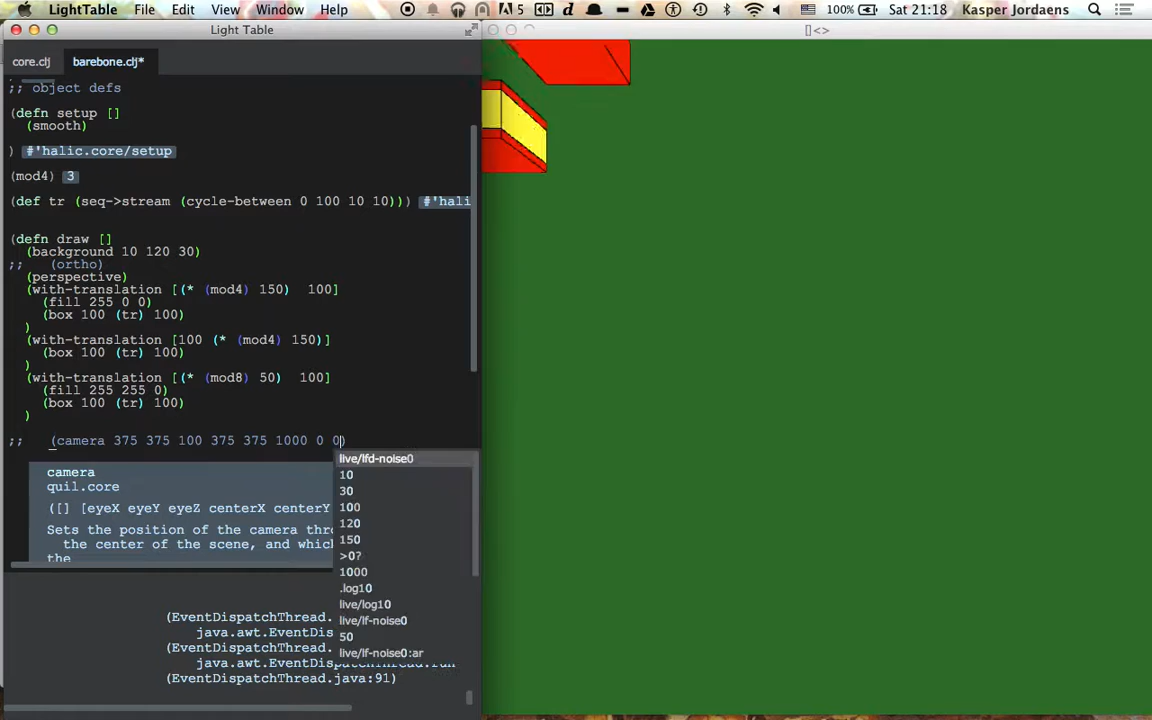 LightTable File Edit View Window Help 5 100% Sat 21:18 Kasper Jordaens
Light Table
[]<>
core.clj barebone.clj*
;; object defs
(defn setup []
(smooth)
) #'halic.core/setup
(mod4) 3
(def tr (seq->stream (cycle-between 0 100 10 10))) #'hali
(defn draw []
(background 10 120 30)
;; (ortho)
(perspective)
(with-translation [(* (mod4) 150) 100]
(fill 255 0 0)
(box 100 (tr) 100)
)
(with-translation [100 (* (mod4) 150)]
(box 100 (tr) 100)
)
(with-translation [(* (mod8) 50) 100]
(fill 255 255 0)
(box 100 (tr) 100)
)
;; (camera 375 375 100 375 375 1000 0 0)
live/lfd-noise0
10
30
100
120
150
>0?
1000
.log10
live/log10
live/lf-noise0
50
live/lf-noise0:ar
camera
quil.core
([] [eyeX eyeY eyeZ centerX centerY
Sets the position of the camera thr
the center of the scene, and which
the
(EventDispatchThread.
java.awt.EventDis
(EventDispatchThread.
java.awt.EventDispatchThread.run
(EventDispatchThread.java:91)